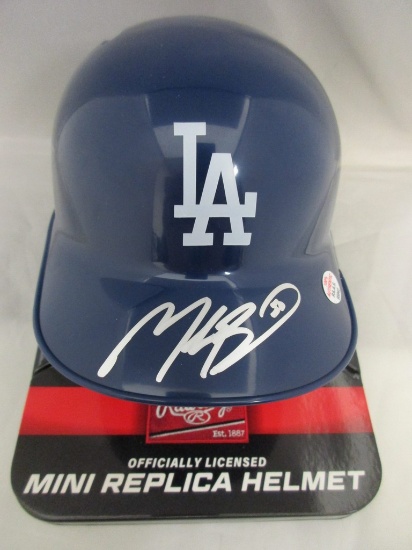 LA
Rawlings
R
Est. 1887
OFFICIALLY LICENSED
MINI REPLICA HELMET